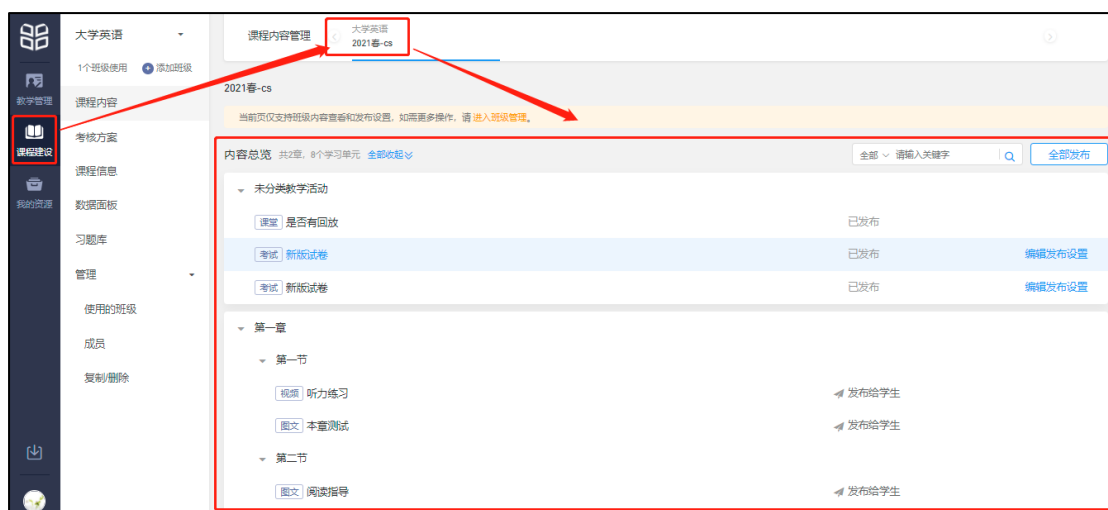 大学英语
1个班级使用 添加班级
教学管理
课程建设
我的资源
课程内容
考核方案
课程信息
数据面板
习题库
管理
使用的班级
成员
复制/删除
课程内容管理
大学英语
2021春-cs
2021春-cs
当前页仅支持班级内容查看和发布设置，如需更多操作，请 进入班级管理。
内容总览 共2章，8个学习单元 全部收起 全部 请输入关键字 全部发布
未分类教学活动
课堂 是否有回放 已发布
考试 新版试卷 已发布 编辑发布设置
考试 新版试卷 已发布 编辑发布设置
第一章
第一节
视频 听力练习 发布给学生
图文 本章测试 发布给学生
第二节
图文 阅读指导 发布给学生